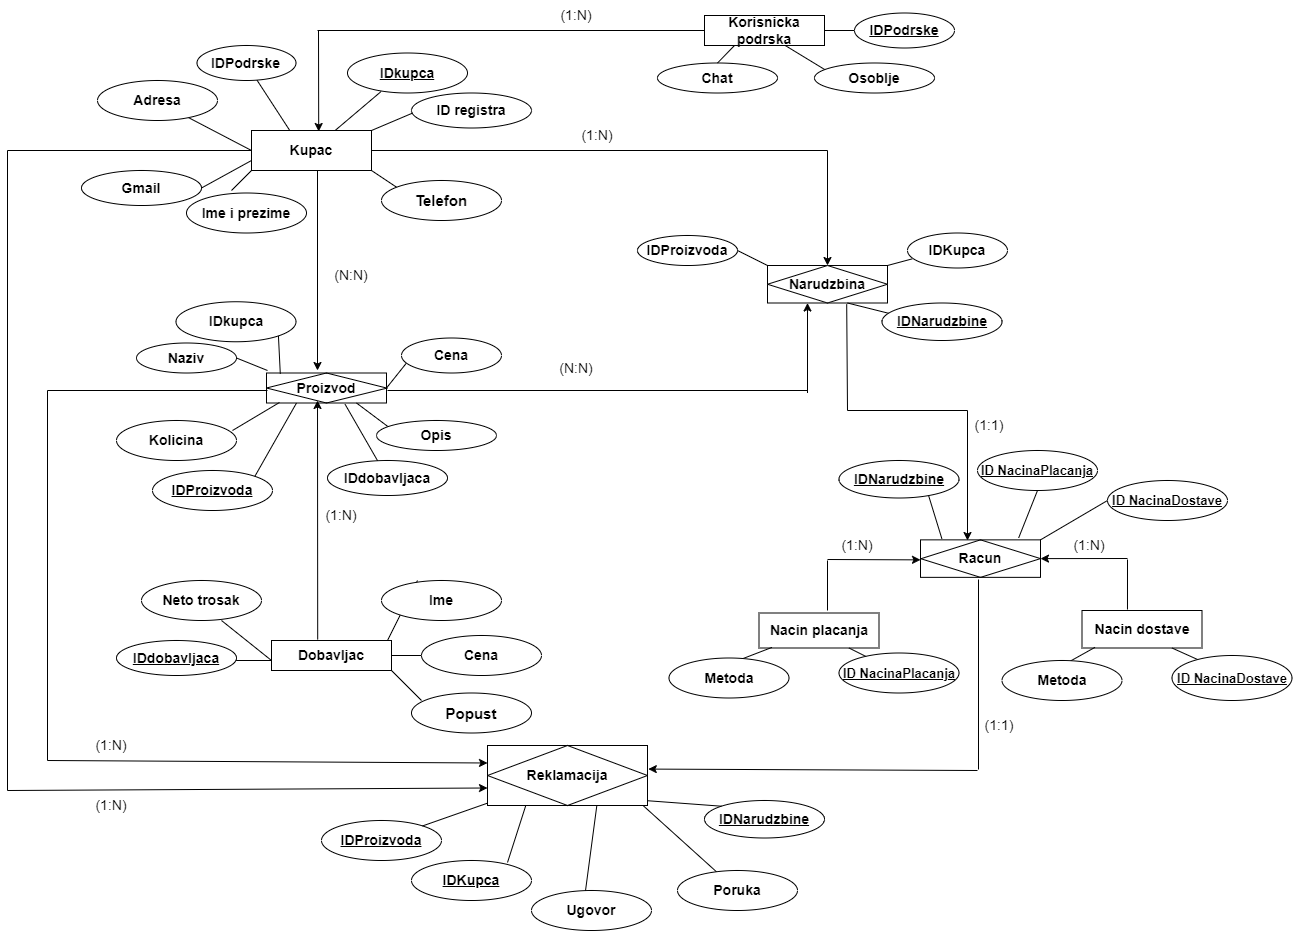 (1:N)
Korisnicka
podrska
IDPodrske
Chat
Osoblje
IDPodrske
IDkupca
Adresa
ID registra
Kupac
(1:N)
Gmail
Ime i prezime
Telefon
IDProizvoda
IDKupca
(N:N)
Narudzbina
IDNarudzbine
IDkupca
Naziv
Cena
(N:N)
Proizvod
Kolicina
Opis
IDProizvoda
IDdobavljaca
(1:N)
(1:1)
IDNarudzbine
ID NacinaPlacanja
ID NacinaDostave
(1:N)
Racun
(1:N)
Neto trosak
Ime
IDdobavljaca
Dobavljac
Cena
Popust
Nacin placanja
Nacin dostave
Metoda
ID NacinaPlacanja
Metoda
ID NacinaDostave
(1:N)
(1:1)
Reklamacija
(1:N)
IDProizvoda
IDNarudzbine
IDKupca
Ugovor
Poruka